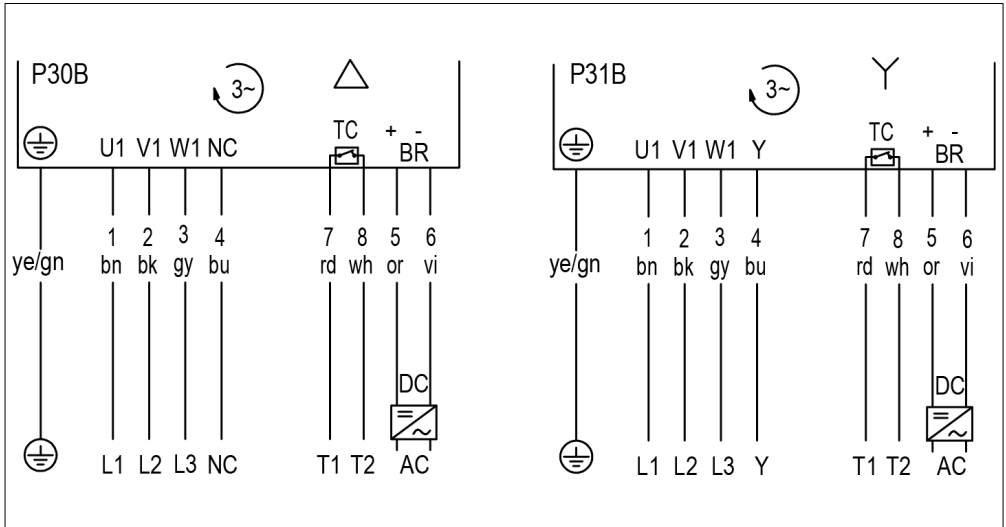 P30B
3~
TC + -
U1 V1 W1 NC BR
1 2 3 4 7 8 5 6
ye/gn bn bk gy bu rd wh or vi
DC
L1 L2 L3 NC T1 T2 AC
P31B
3~
TC + -
U1 V1 W1 Y BR
1 2 3 4 7 8 5 6
ye/gn bn bk gy bu rd wh or vi
DC
L1 L2 L3 Y T1 T2 AC